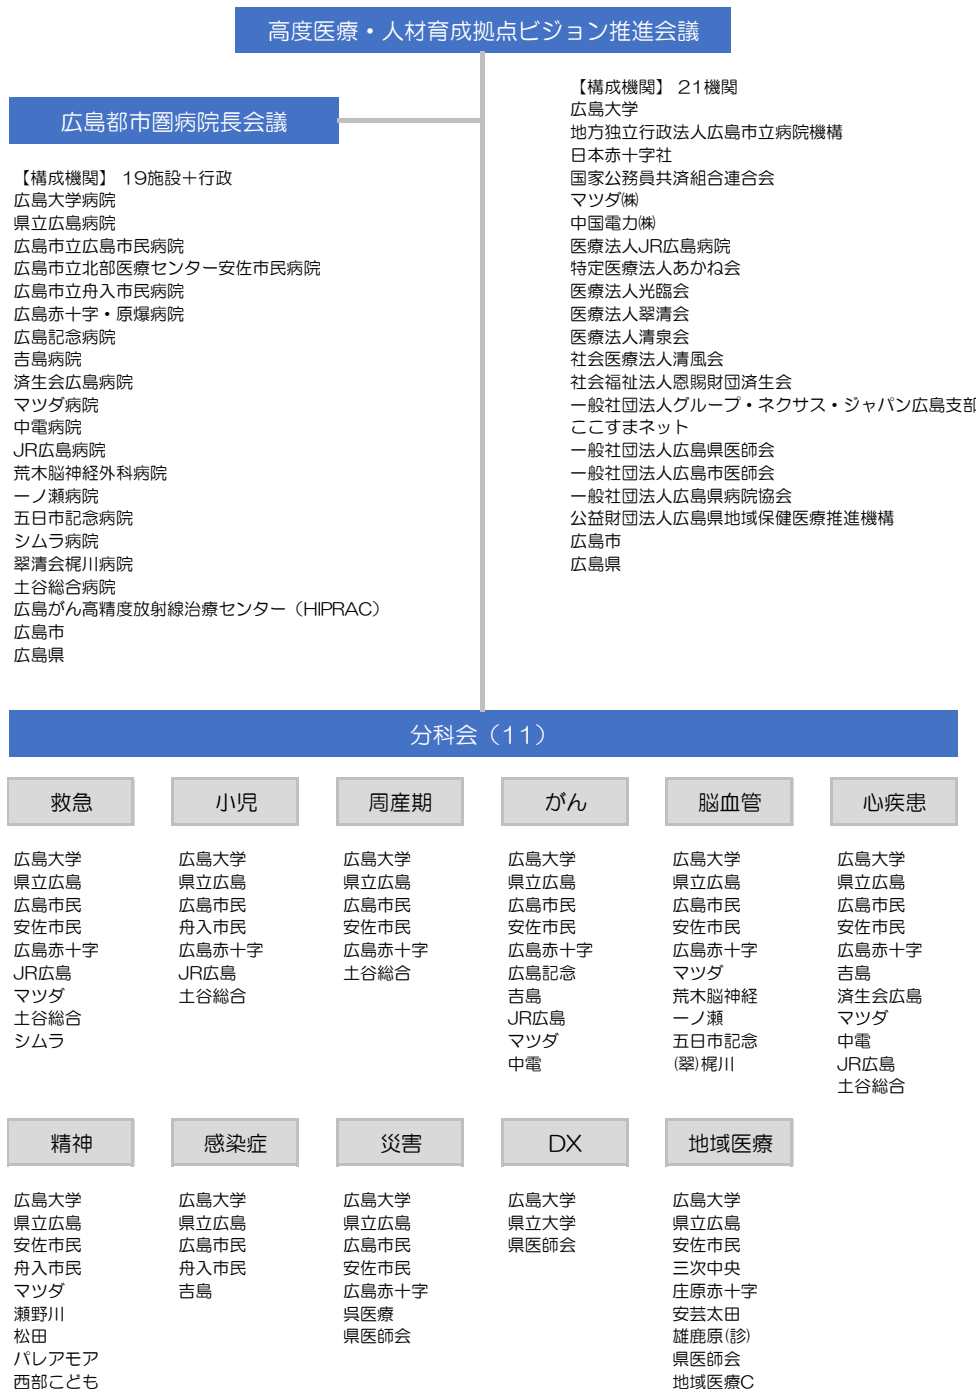 高度医療・人材育成拠点ビジョン推進会議
広島都市圏病院長会議
【構成機関】 19施設＋行政
広島大学病院
県立広島病院
広島市立広島市民病院
広島市立北部医療センター安佐市民病院
広島市立舟入市民病院
広島赤十字・原爆病院
広島記念病院
吉島病院
済生会広島病院
マツダ病院
中電病院
JR広島病院
荒木脳神経外科病院
一ノ瀬病院
五日市記念病院
シムラ病院
翠清会梶川病院
土谷総合病院
広島がん高精度放射線治療センター（HIPRAC）
広島市
広島県
【構成機関】 21機関
広島大学
地方独立行政法人広島市立病院機構
日本赤十字社
国家公務員共済組合連合会
マツダ㈱
中国電力㈱
医療法人JR広島病院
特定医療法人あかね会
医療法人光臨会
医療法人翠清会
医療法人清泉会
社会医療法人清風会
社会福祉法人恩賜財団済生会
一般社団法人グループ・ネクサス・ジャパン広島支部
ここすまネット
一般社団法人広島県医師会
一般社団法人広島市医師会
一般社団法人広島県病院協会
公益財団法人広島県地域保健医療推進機構
広島市
広島県
分科会（11）
救急
広島大学
県立広島
広島市民
安佐市民
広島赤十字
JR広島
マツダ
土谷総合
シムラ
小児
広島大学
県立広島
広島市民
舟入市民
広島赤十字
JR広島
土谷総合
周産期
広島大学
県立広島
広島市民
安佐市民
広島赤十字
土谷総合
がん
広島大学
県立広島
広島市民
安佐市民
広島赤十字
広島記念
吉島
JR広島
マツダ
中電
脳血管
広島大学
県立広島
広島市民
安佐市民
広島赤十字
マツダ
荒木脳神経
一ノ瀬
五日市記念
(翠)梶川
心疾患
広島大学
県立広島
広島市民
安佐市民
広島赤十字
吉島
済生会広島
マツダ
中電
JR広島
土谷総合
精神
広島大学
県立広島
安佐市民
舟入市民
マツダ
瀬野川
松田
パレアモア
西部こども
感染症
広島大学
県立広島
広島市民
舟入市民
吉島
災害
広島大学
県立広島
広島市民
安佐市民
広島赤十字
呉医療
県医師会
DX
広島大学
県立大学
県医師会
地域医療
広島大学
県立広島
安佐市民
三次中央
庄原赤十字
安芸太田
雄鹿原(診)
県医師会
地域医療C